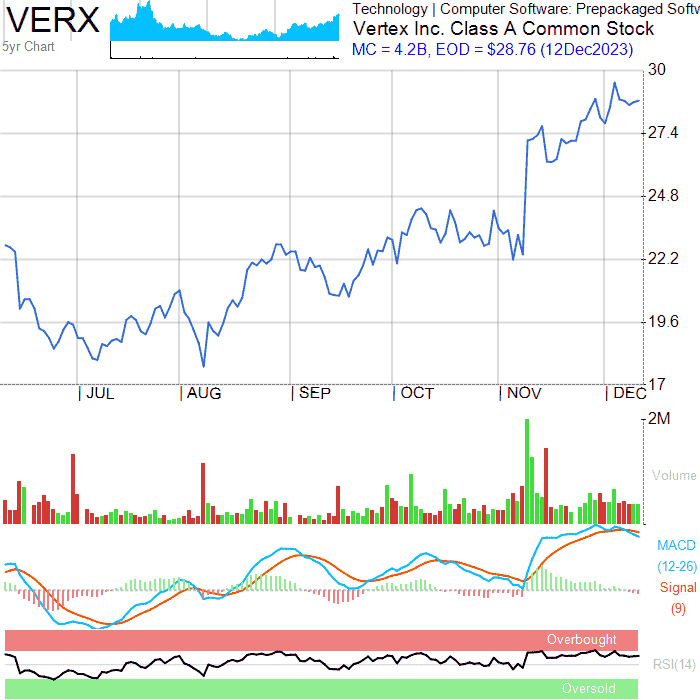 VERX
5yr Chart
Technology | Computer Software: Prepackaged Softw
Vertex Inc. Class A Common Stock
MC = 4.2B, EOD = $28.76 (12Dec2023)
30
27.4
24.8
22.2
19.6
17
| JUL | AUG | SEP | OCT | NOV | DEC
2M
Volume
MACD
(12-26)
Signal
(9)
Overbought
RSI(14)
Oversold